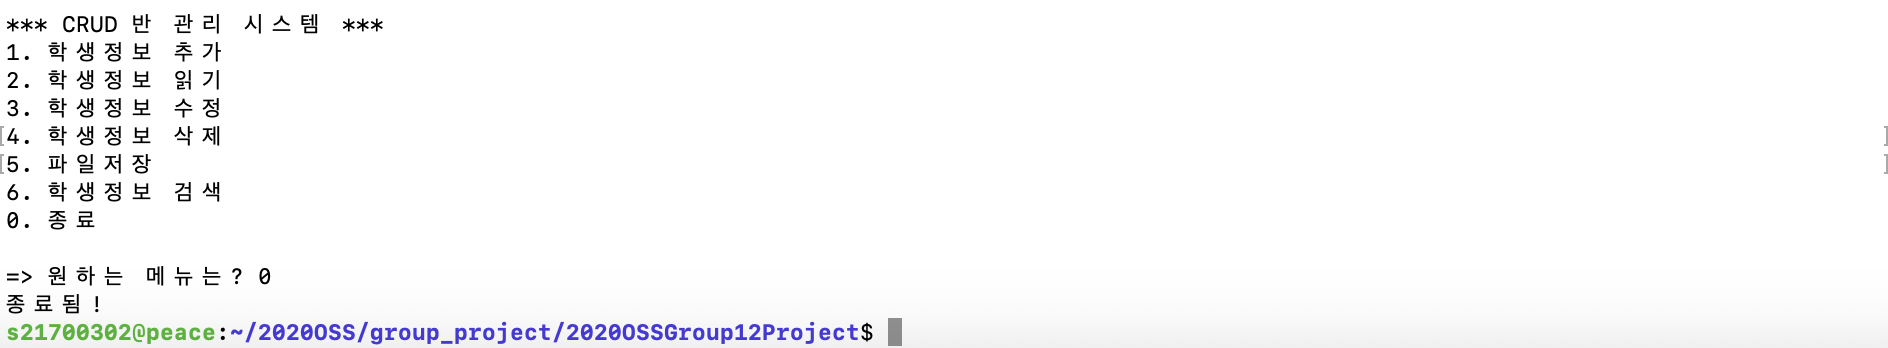 *** CRUD 반 관리 시스템 ***
1. 학생정보 추가
2. 학생정보 읽기
3. 학생정보 수정
[4. 학생정보 삭제 ]
[5. 파일저장 ]
6. 학생정보 검색
0. 종료
=> 원하는 메뉴는? 0
종료됨!
s21700302@peace:~/2020OSS/group_project/2020OSSGroup12Project$